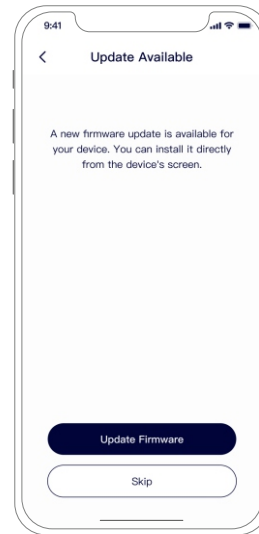 9:41
Update Available
A new firmware update is available for
your device. You can install it directly
from the device's screen.
Update Firmware
Skip